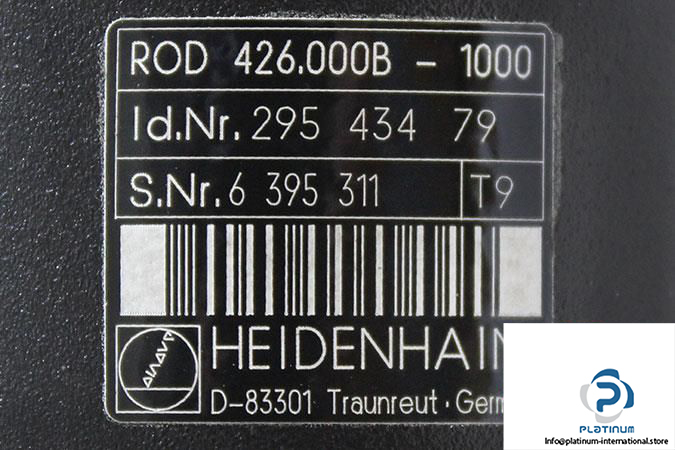 ROD 426.000B - 1000
Id.Nr. 295 434 79
S.Nr. 6 395 311 T9
HEIDENHAIN
D-83301 Traunreut · Germ
PLATINUM
Info@platinum-international.store